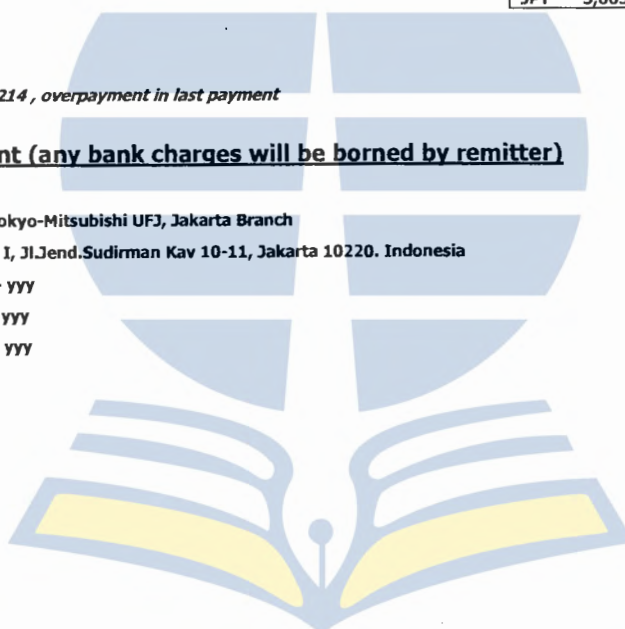 JPY
214 , overpayment in last payment
nt (any bank charges will be borned by remitter)
okyo-Mitsubishi UFJ, Jakarta Branch
I, Jl.Jend.Sudirman Kav 10-11, Jakarta 10220. Indonesia
yyy
yyy
yyy